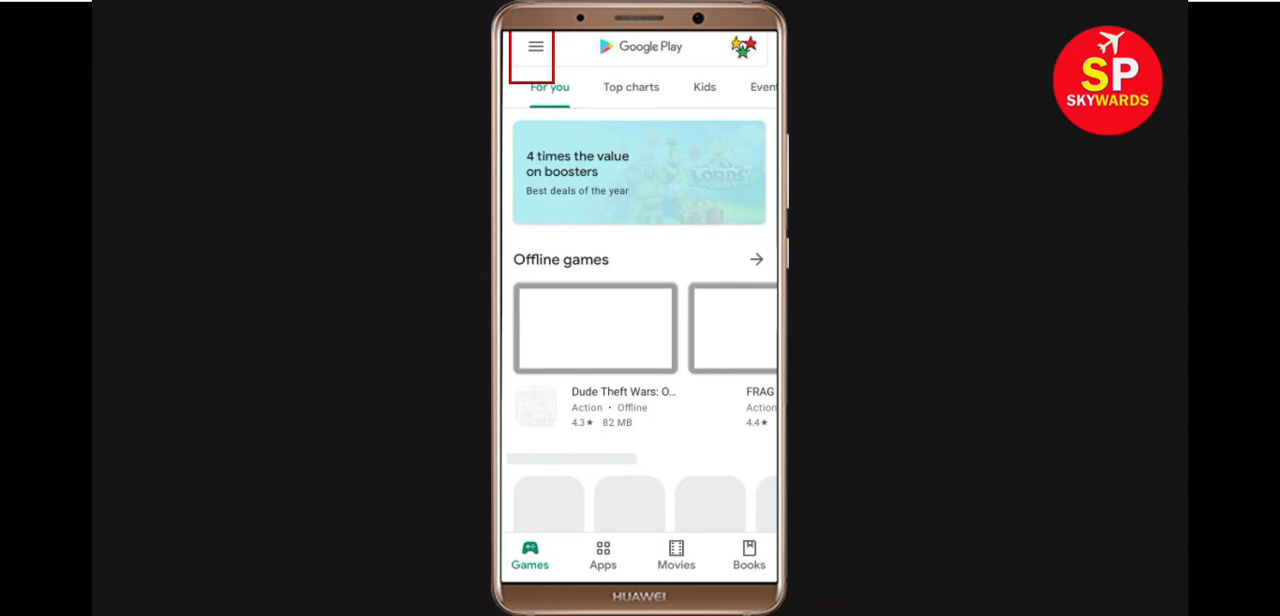 Google Play
For you Top charts Kids Even
4 times the value
on boosters
Best deals of the year
LORDS
Offline games
Dude Theft Wars: O... FRAG
Action • Offline Action
4.3★ 82 MB 4.4★
Games Apps Movies Books
HUAWEI
SP
SKYWARDS